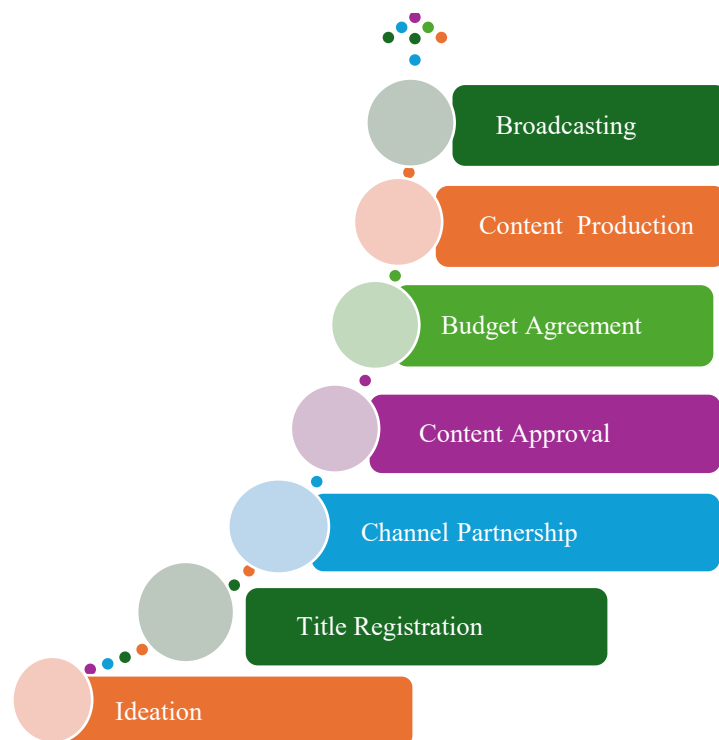 Broadcasting
Content  Production
Budget Agreement
Content Approval
Channel Partnership
Title Registration
Ideation